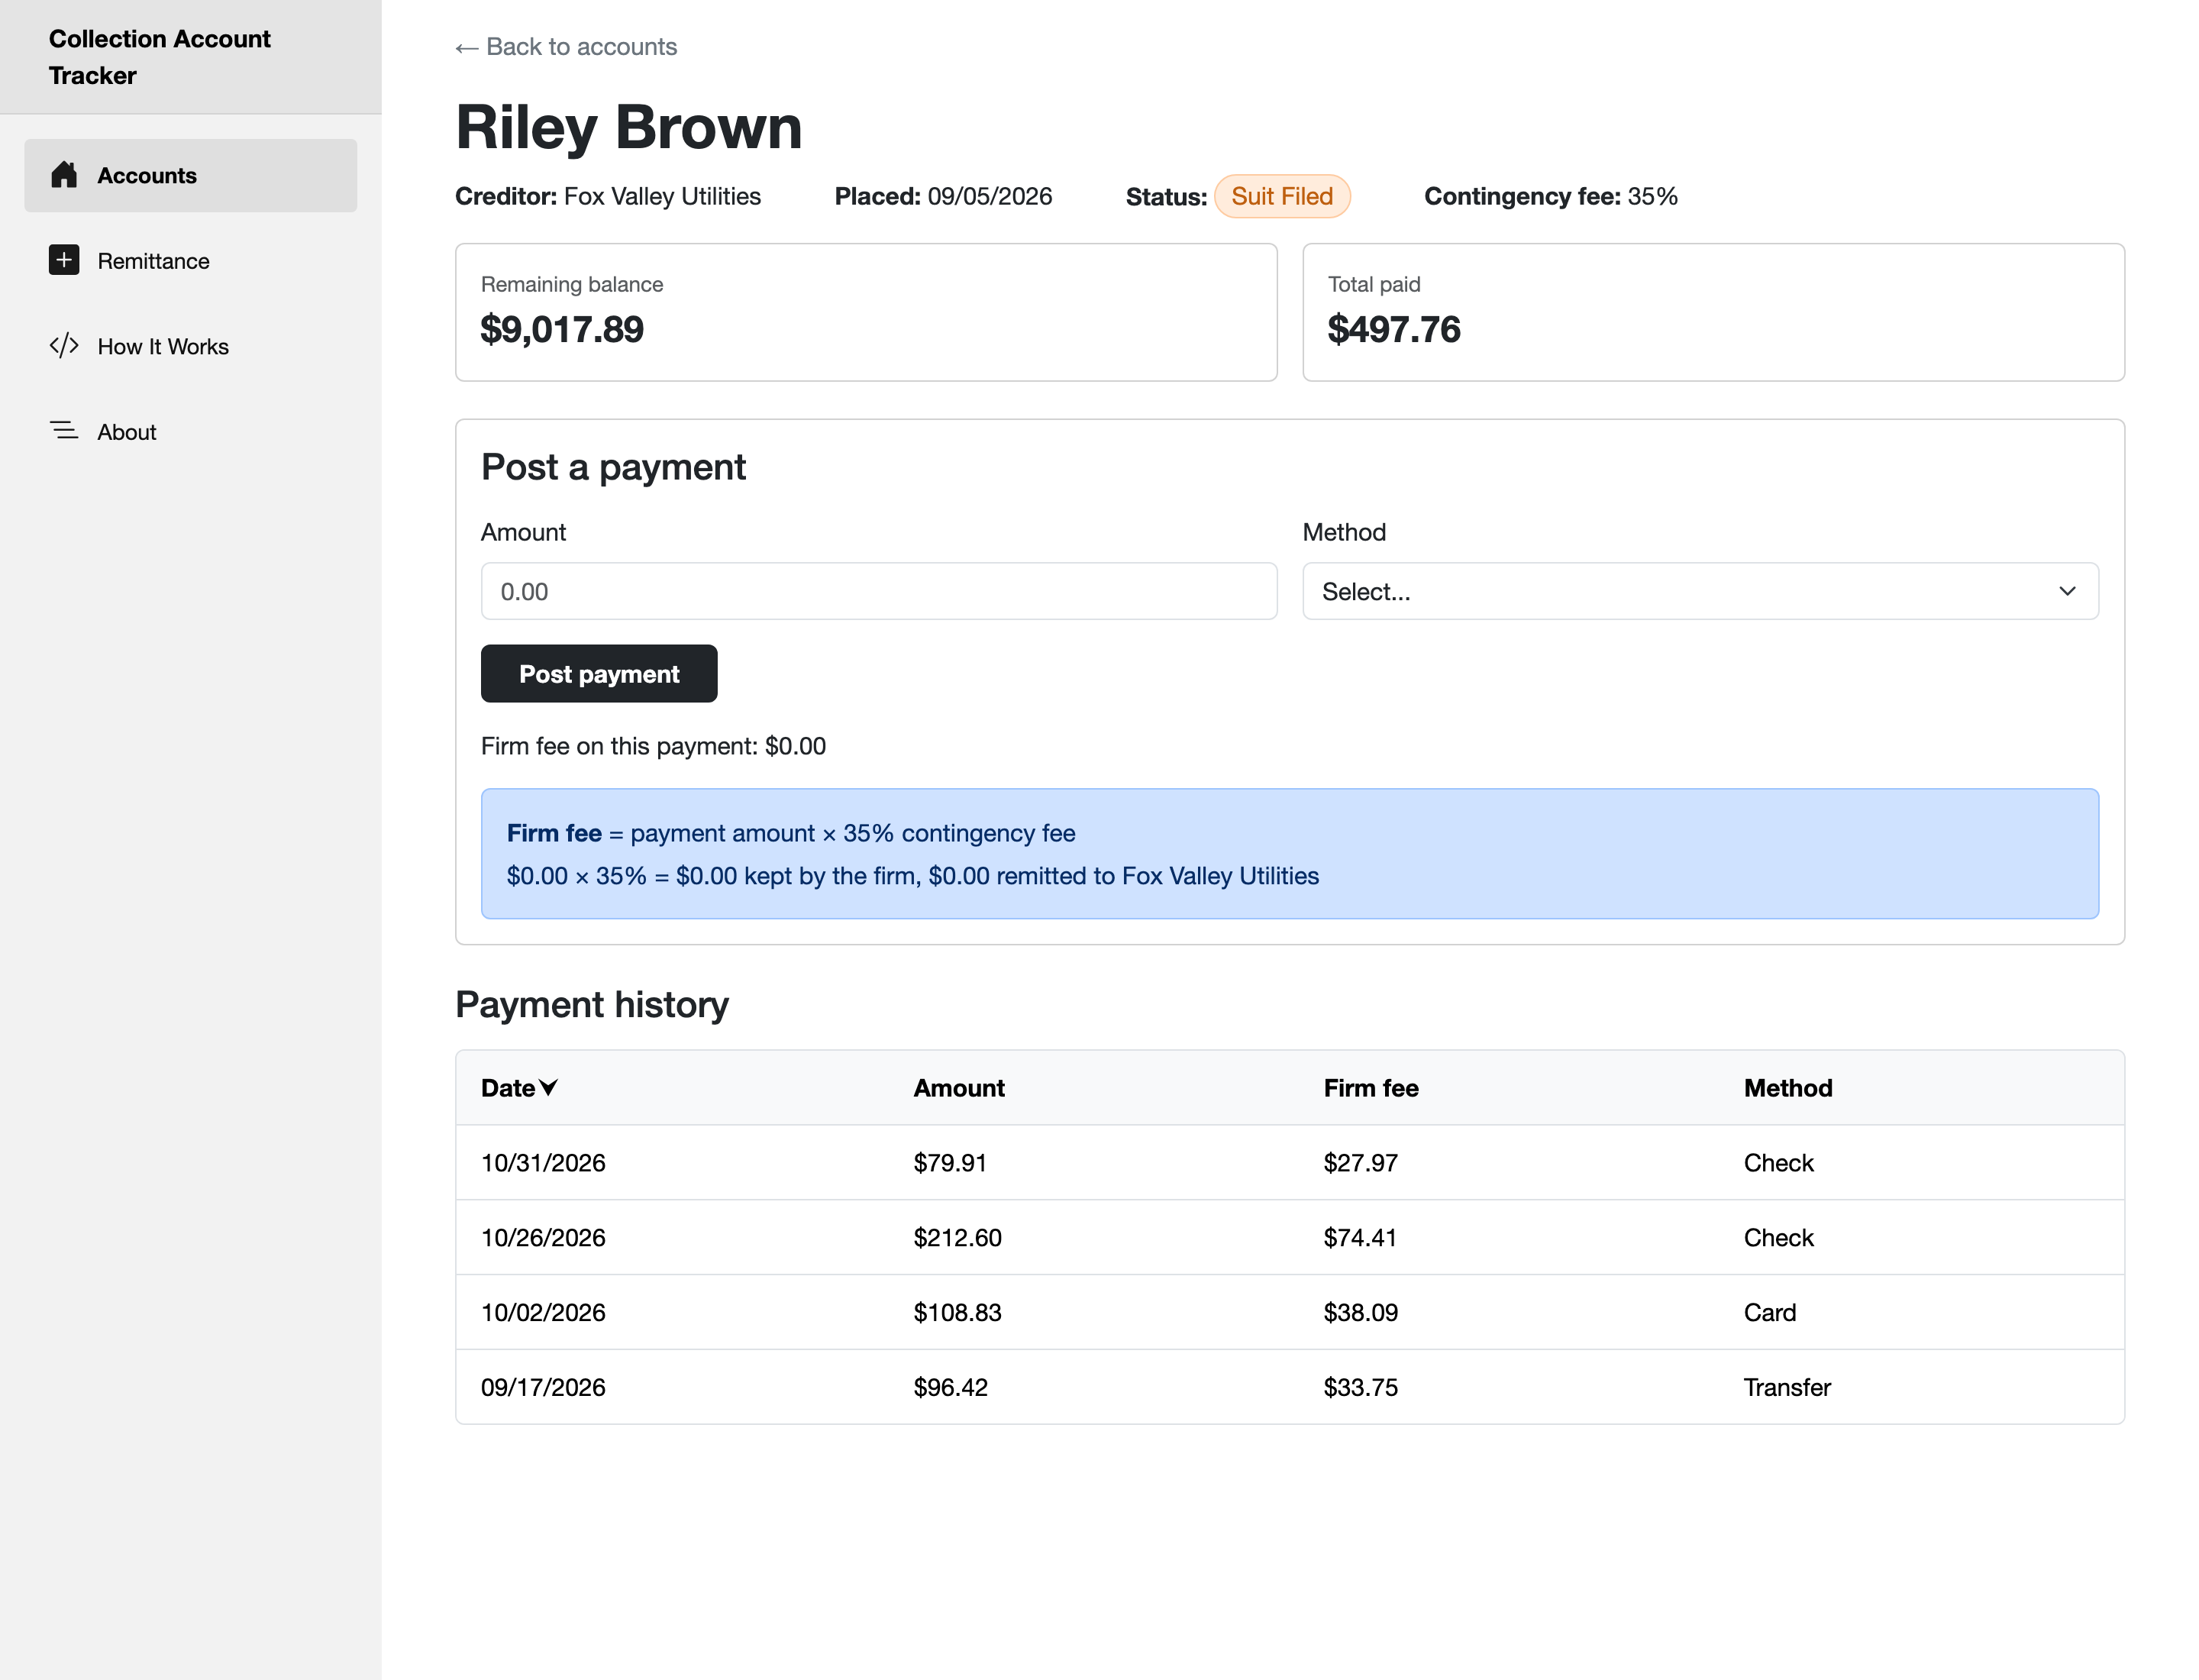 Collection Account
Tracker
Accounts
Remittance
How It Works
About
← Back to accounts
Riley Brown
Creditor: Fox Valley Utilities Placed: 09/05/2026 Status: Suit Filed Contingency fee: 35%
Remaining balance
$9,017.89
Total paid
$497.76
Post a payment
Amount
0.00
Method
Select...
Post payment
Firm fee on this payment: $0.00
Firm fee = payment amount × 35% contingency fee
$0.00 × 35% = $0.00 kept by the firm, $0.00 remitted to Fox Valley Utilities
Payment history
Date Amount Firm fee Method
10/31/2026 $79.91 $27.97 Check
10/26/2026 $212.60 $74.41 Check
10/02/2026 $108.83 $38.09 Card
09/17/2026 $96.42 $33.75 Transfer